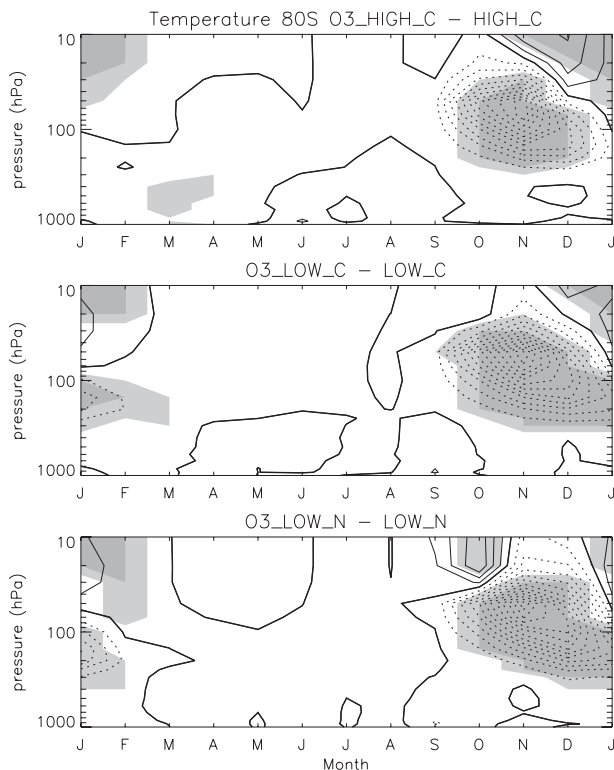 Temperature 80S O3_HIGH_C − HIGH_C
10
100
1000
pressure (hPa)
J F M A M J J A S O N D J
O3_LOW_C − LOW_C
10
100
1000
pressure (hPa)
J F M A M J J A S O N D J
O3_LOW_N − LOW_N
10
100
1000
pressure (hPa)
J F M A M J J A S O N D J
Month